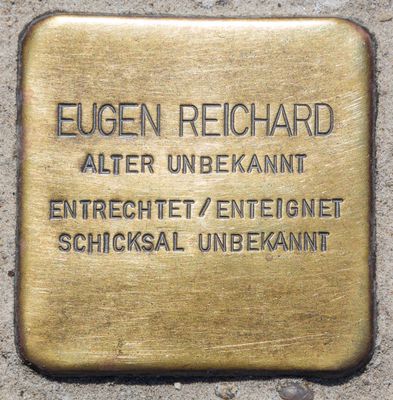 EUGEN REICHARD
ALTER UNBEKANNT
ENTRECHTET/ENTEIGNET
SCHICKSAL UNBEKANNT